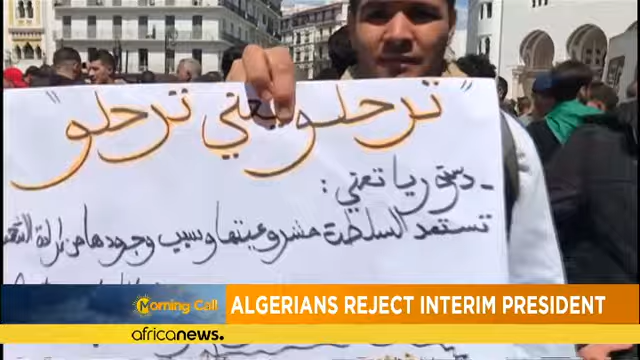 "ترحلو يعني ترحلو"
- دستوريا تعني :
تستمد السلطة مشروعيتها وسبب وجودها من إرادة الشعب
Morning Call
ALGERIANS REJECT INTERIM PRESIDENT
africanews.